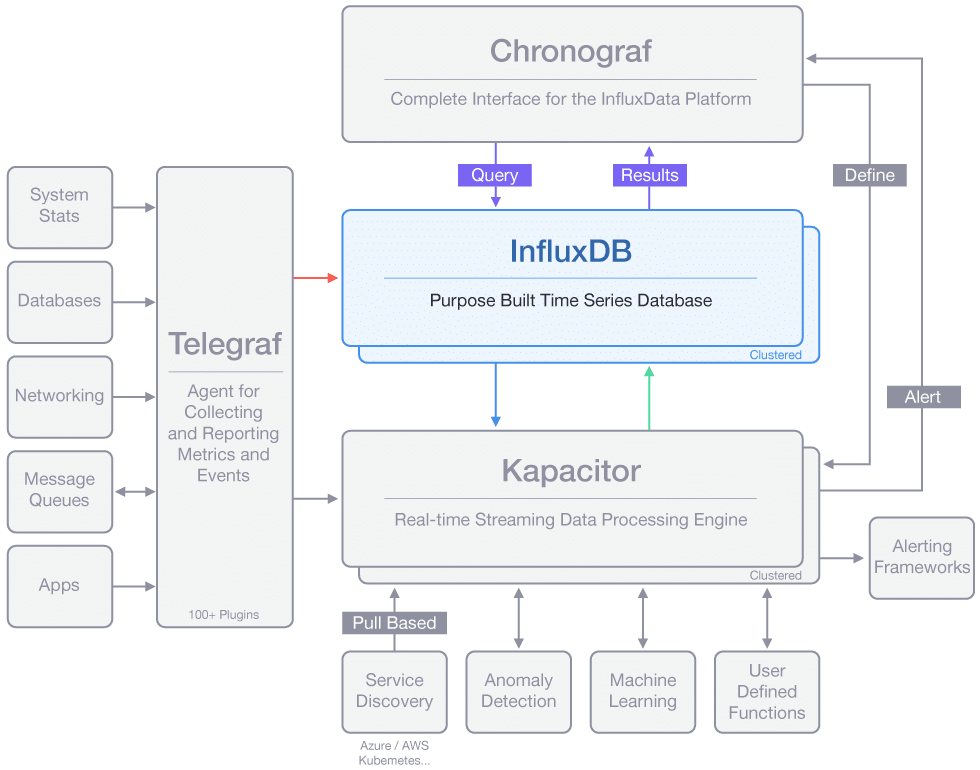 Chronograf
Complete Interface for the InfluxData Platform
Query
Results
Define
System
Stats
Databases
Networking
Message
Queues
Apps
Telegraf
Agent for
Collecting
and Reporting
Metrics and
Events
100+ Plugins
InfluxDB
Purpose Built Time Series Database
Clustered
Alert
Kapacitor
Real-time Streaming Data Processing Engine
Clustered
Alerting
Frameworks
Pull Based
Service
Discovery
Azure / AWS
Kubemetes...
Anomaly
Detection
Machine
Learning
User
Defined
Functions